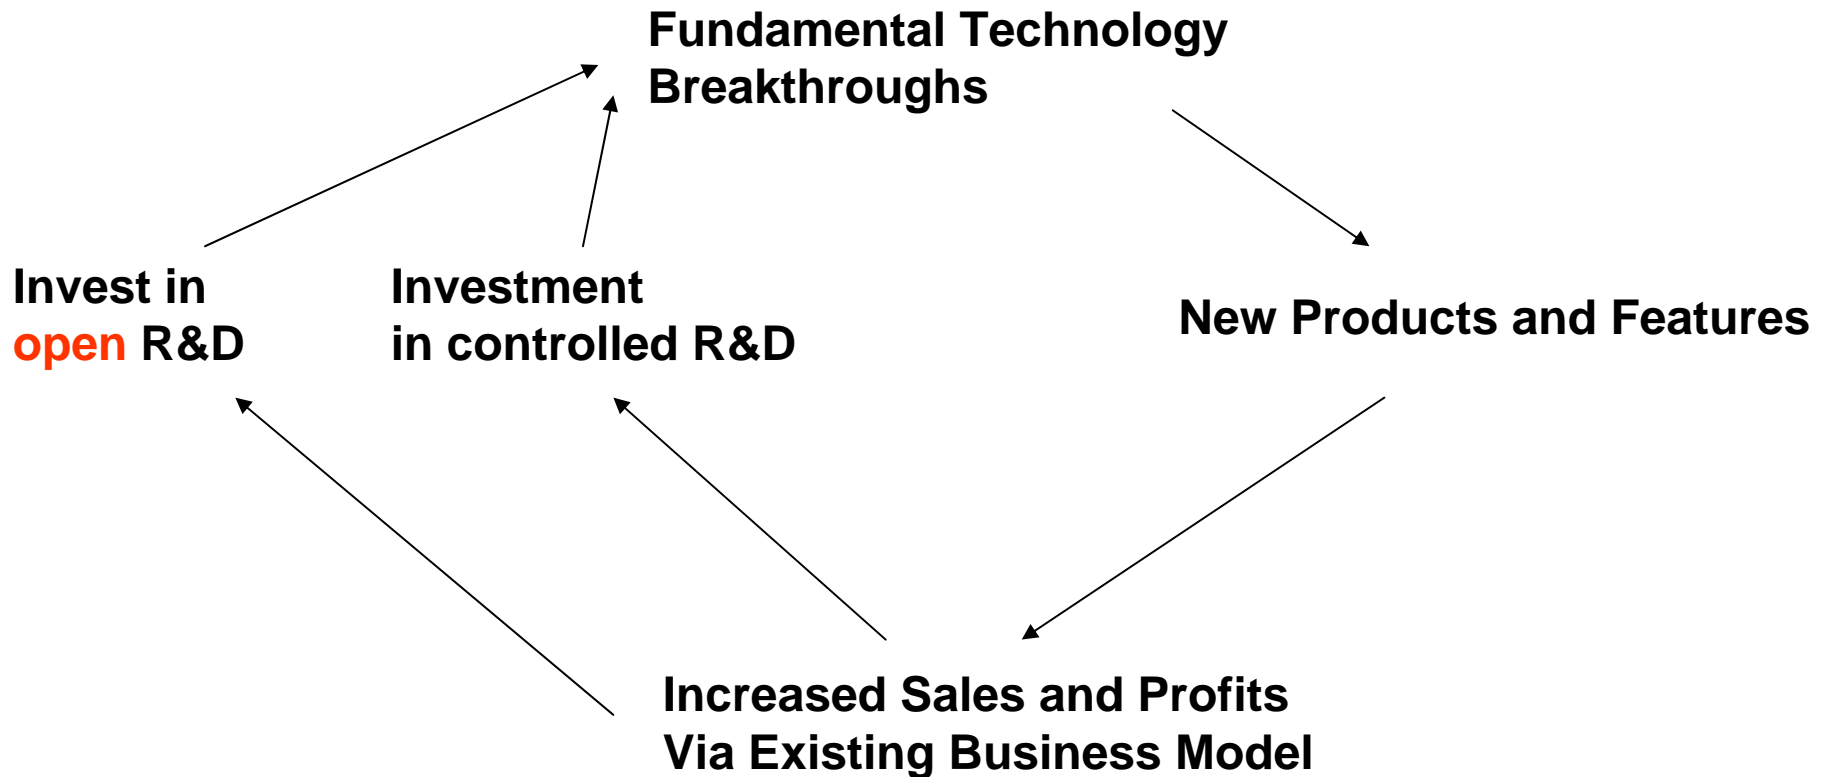 Fundamental Technology
Breakthroughs
Invest in
open R&D
Investment
in controlled R&D
New Products and Features
Increased Sales and Profits
Via Existing Business Model